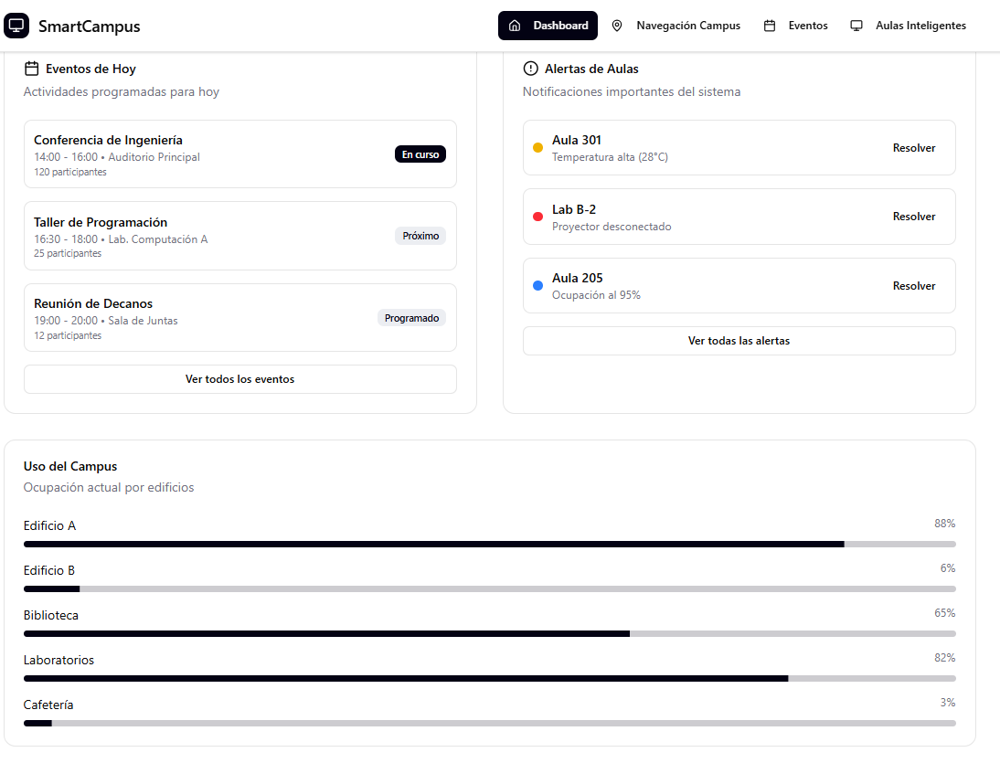 SmartCampus
Dashboard
Navegación Campus
Eventos
Aulas Inteligentes
Eventos de Hoy
Actividades programadas para hoy
Conferencia de Ingeniería
14:00 - 16:00 • Auditorio Principal
120 participantes
En curso
Taller de Programación
16:30 - 18:00 • Lab. Computación A
25 participantes
Próximo
Reunión de Decanos
19:00 - 20:00 • Sala de Juntas
12 participantes
Programado
Ver todos los eventos
Alertas de Aulas
Notificaciones importantes del sistema
Aula 301
Temperatura alta (28°C)
Resolver
Lab B-2
Proyector desconectado
Resolver
Aula 205
Ocupación al 95%
Resolver
Ver todas las alertas
Uso del Campus
Ocupación actual por edificios
Edificio A 88%
Edificio B 6%
Biblioteca 65%
Laboratorios 82%
Cafetería 3%